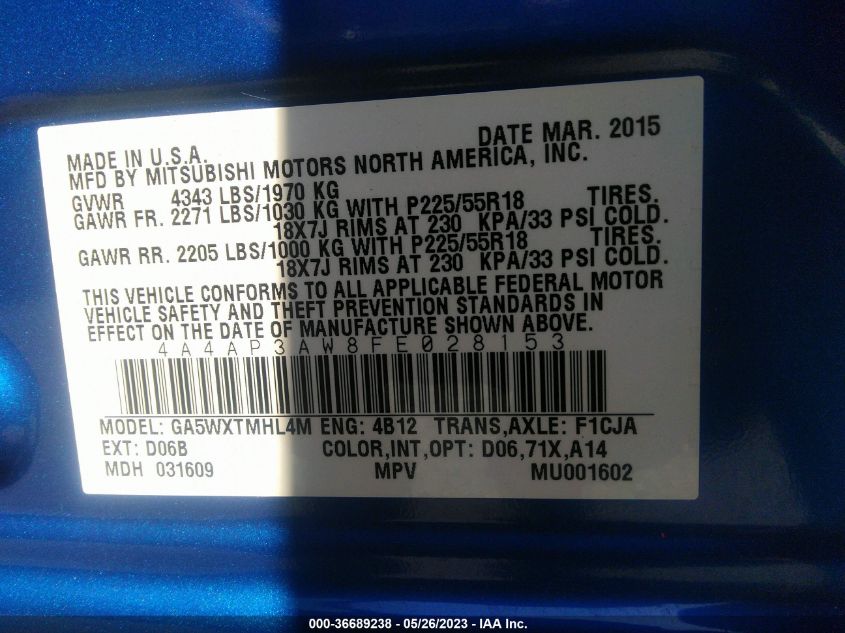 DATE MAR. 2015
MADE IN U.S.A.
MFD BY MITSUBISHI MOTORS NORTH AMERICA, INC.
GVWR 4343 LBS/1970 KG
GAWR FR. 2271 LBS/1030 KG WITH P225/55R18 TIRES.
18X7J RIMS AT 230 KPA/33 PSI COLD.
GAWR RR. 2205 LBS/1000 KG WITH P225/55R18 TIRES.
18X7J RIMS AT 230 KPA/33 PSI COLD.
THIS VEHICLE CONFORMS TO ALL APPLICABLE FEDERAL MOTOR
VEHICLE SAFETY AND THEFT PREVENTION STANDARDS IN
EFFECT ON THE DATE OF MANUFACTURE SHOWN ABOVE.
4A4AP3AW8FE028153
MODEL: GA5WXTMHL4M ENG: 4B12 TRANS,AXLE: F1CJA
EXT: D06B COLOR,INT,OPT: D06,71X,A14
MDH 031609 MPV MU001602
000-36689238 - 05/26/2023 - IAA Inc.